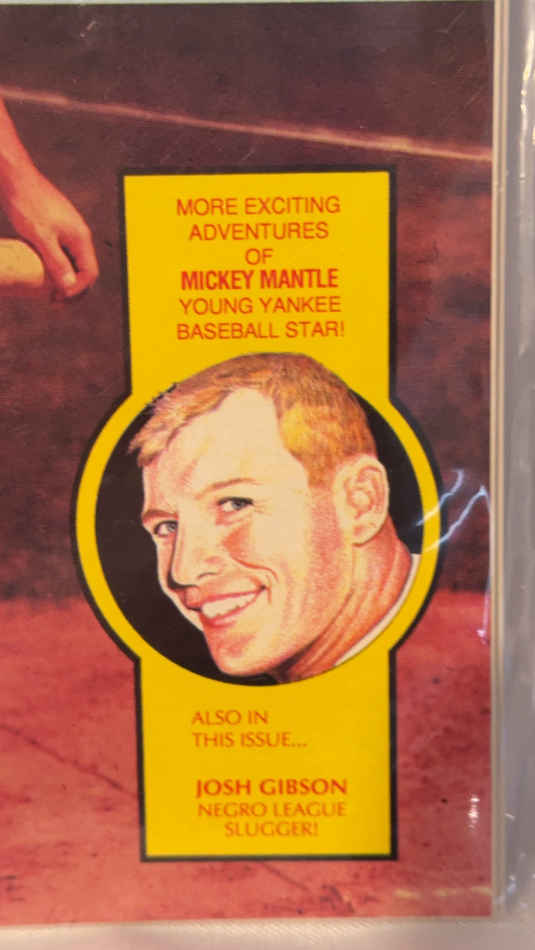 MORE EXCITING
ADVENTURES
OF
MICKEY MANTLE
YOUNG YANKEE
BASEBALL STAR!
ALSO IN
THIS ISSUE...
JOSH GIBSON
NEGRO LEAGUE
SLUGGER!